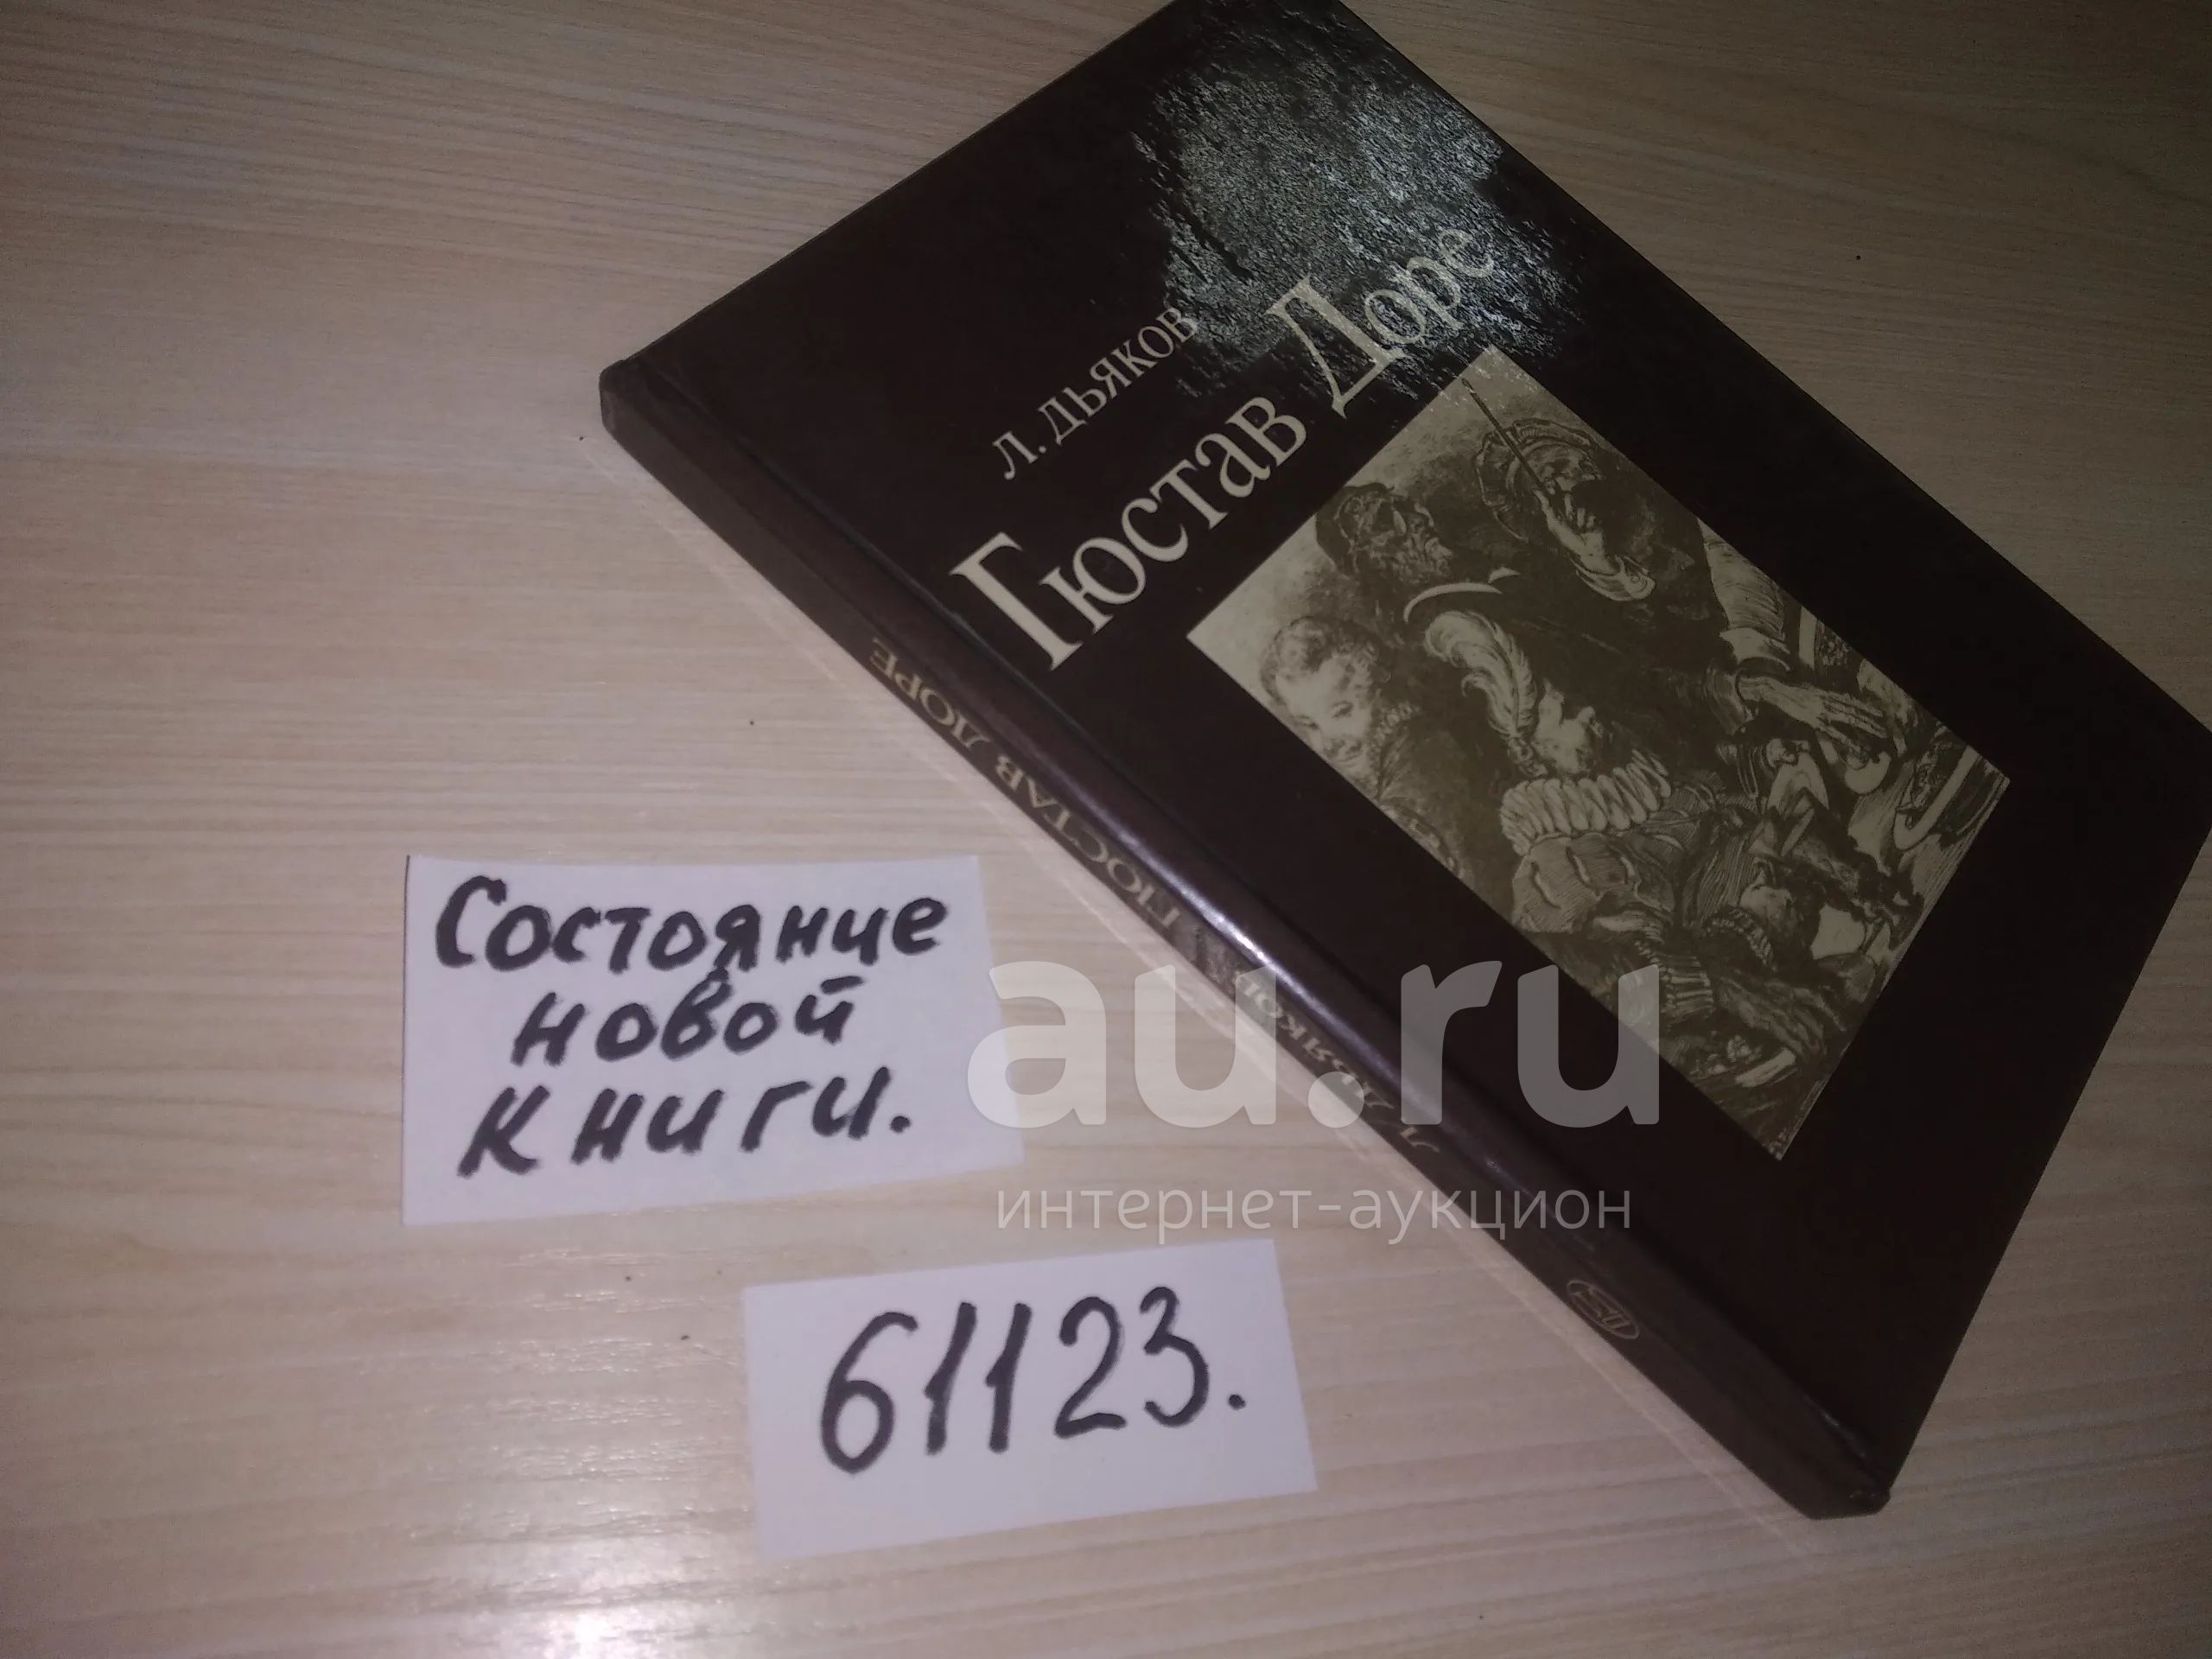 Л. ДЬЯКОВ
Гюстав Доре
Л. ДЬЯКОВ ГЮСТАВ ДОРЕ
Состояние
новой
книги.
au.ru
интернет-аукцион
61123.